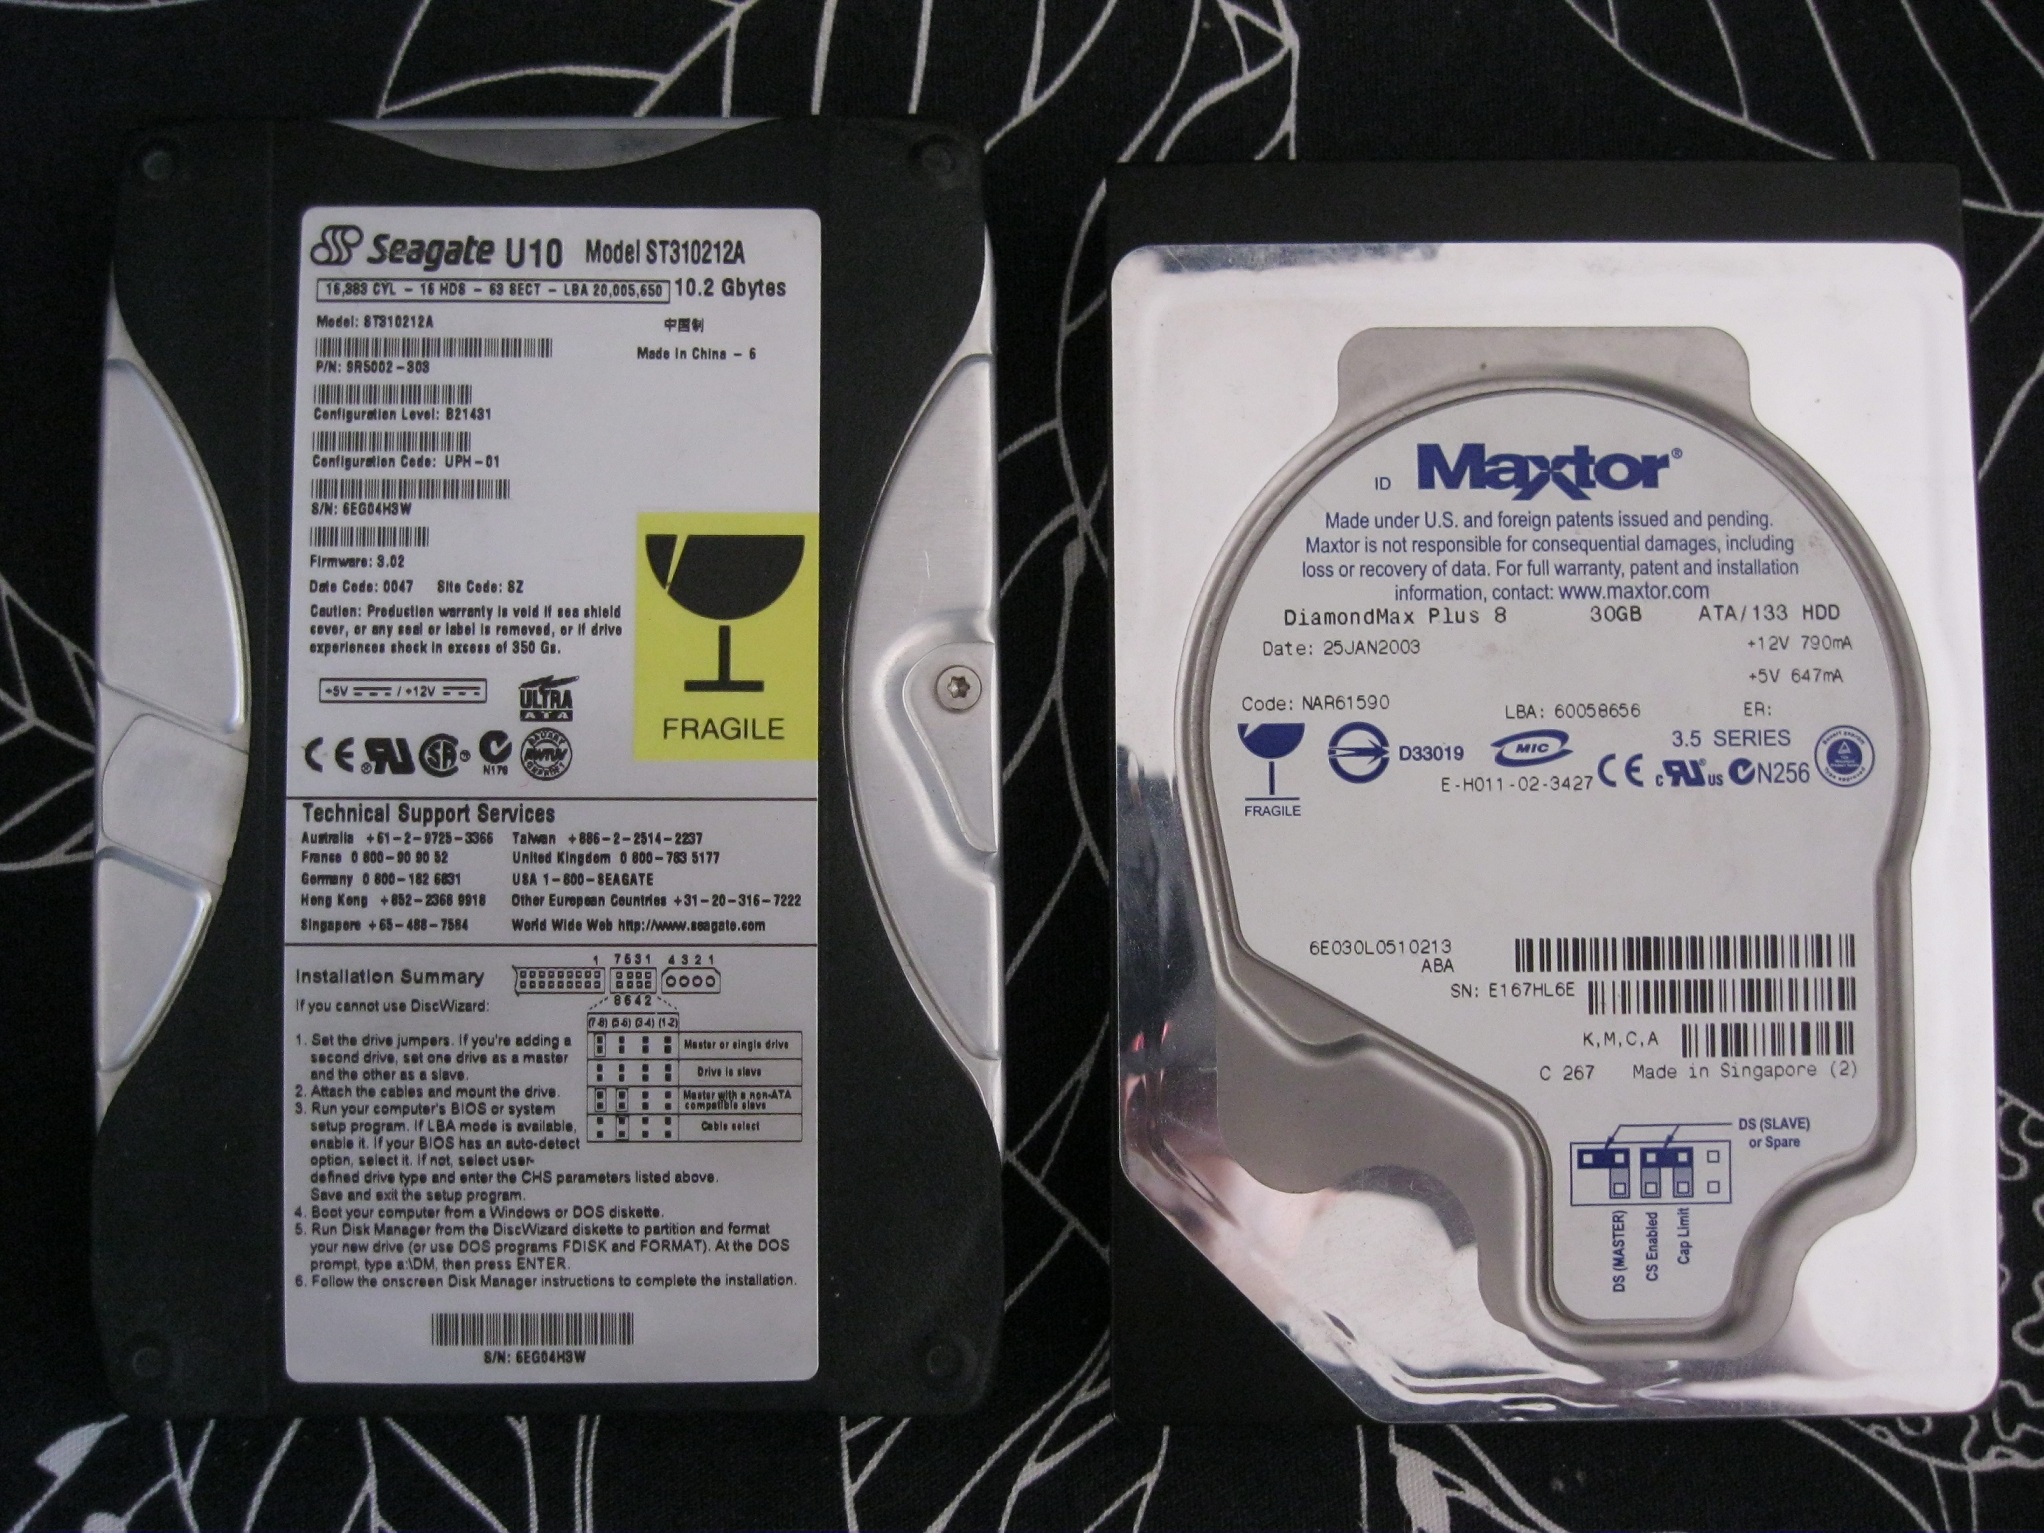 Seagate U10 Model ST310212A
16,383 CYL - 16 HDS - 63 SECT - LBA 20,005,650 10.2 Gbytes
Model: ST310212A
中国制
Made in China - 6
P/N: 9R5002-303
Configuration Level: B21431
Configuration Code: UPH-01
S/N: 6EG04H3W
Firmware: 3.02
Date Code: 0047 Site Code: SZ
Caution: Production warranty is void if sea shield
cover, or any seal or label is removed, or if drive
experiences shock in excess of 350 Gs.
FRAGILE
+5V / +12V
ULTRA
ATA
N176
Technical Support Services
Australia +61-2-9725-3366 Taiwan +886-2-2514-2237
France 0 800-90 90 52 United Kingdom 0 800-783 5177
Germany 0 800-182 6831 USA 1-800-SEAGATE
Hong Kong +852-2368 9918 Other European Countries +31-20-316-7222
Singapore +65-488-7584 World Wide Web http://www.seagate.com
Installation Summary
1 7531 4321
8642
If you cannot use DiscWizard:
(7-8) (5-6) (3-4) (1-2)
Master or single drive
Drive is slave
Master with a non-ATA
compatible slave
Cable select
1. Set the drive jumpers. If you're adding a
second drive, set one drive as a master
and the other as a slave.
2. Attach the cables and mount the drive.
3. Run your computer's BIOS or system
setup program. If LBA mode is available,
enable it. If your BIOS has an auto-detect
option, select it. If not, select user-
defined drive type and enter the CHS parameters listed above.
Save and exit the setup program.
4. Boot your computer from a Windows or DOS diskette.
5. Run Disk Manager from the DiscWizard diskette to partition and format
your new drive (or use DOS programs FDISK and FORMAT). At the DOS
prompt, type a:\DM, then press ENTER.
6. Follow the onscreen Disk Manager instructions to complete the installation.
S/N: 6EG04H3W
ID Maxtor®
Made under U.S. and foreign patents issued and pending.
Maxtor is not responsible for consequential damages, including
loss or recovery of data. For full warranty, patent and installation
information, contact: www.maxtor.com
DiamondMax Plus 8 30GB ATA/133 HDD
Date: 25JAN2003 +12V 790mA
+5V 647mA
Code: NAR61590 LBA: 60058656 ER:
3.5 SERIES
D33019 MIC
E-H011-02-3427 CE c US N256
FRAGILE
6E030L0510213
ABA
SN: E167HL6E
K,M,C,A
C 267 Made in Singapore (2)
DS (SLAVE)
or Spare
DS (MASTER)
CS Enabled
Cap Limit